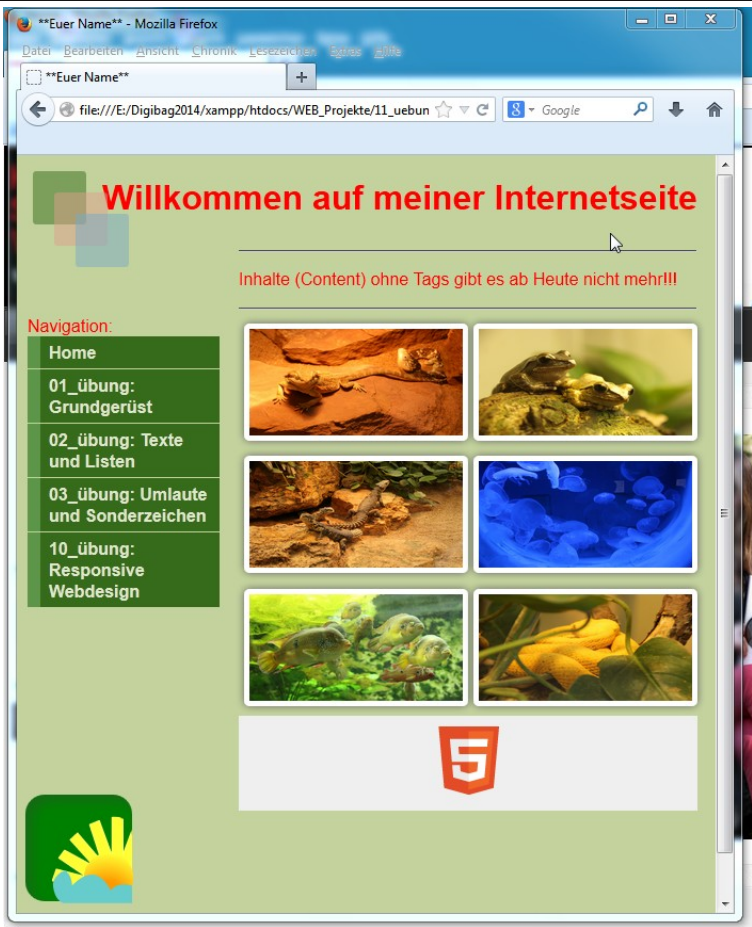 **Euer Name** - Mozilla Firefox
Datei Bearbeiten Ansicht Chronik Lesezeichen Extras Hilfe
**Euer Name**
file:///E:/Digibag2014/xampp/htdocs/WEB_Projekte/11_uebun
8 Google
Willkommen auf meiner Internetseite
Inhalte (Content) ohne Tags gibt es ab Heute nicht mehr!!!
Navigation:
Home
01_übung:
Grundgerüst
02_übung: Texte
und Listen
03_übung: Umlaute
und Sonderzeichen
10_übung:
Responsive
Webdesign
5